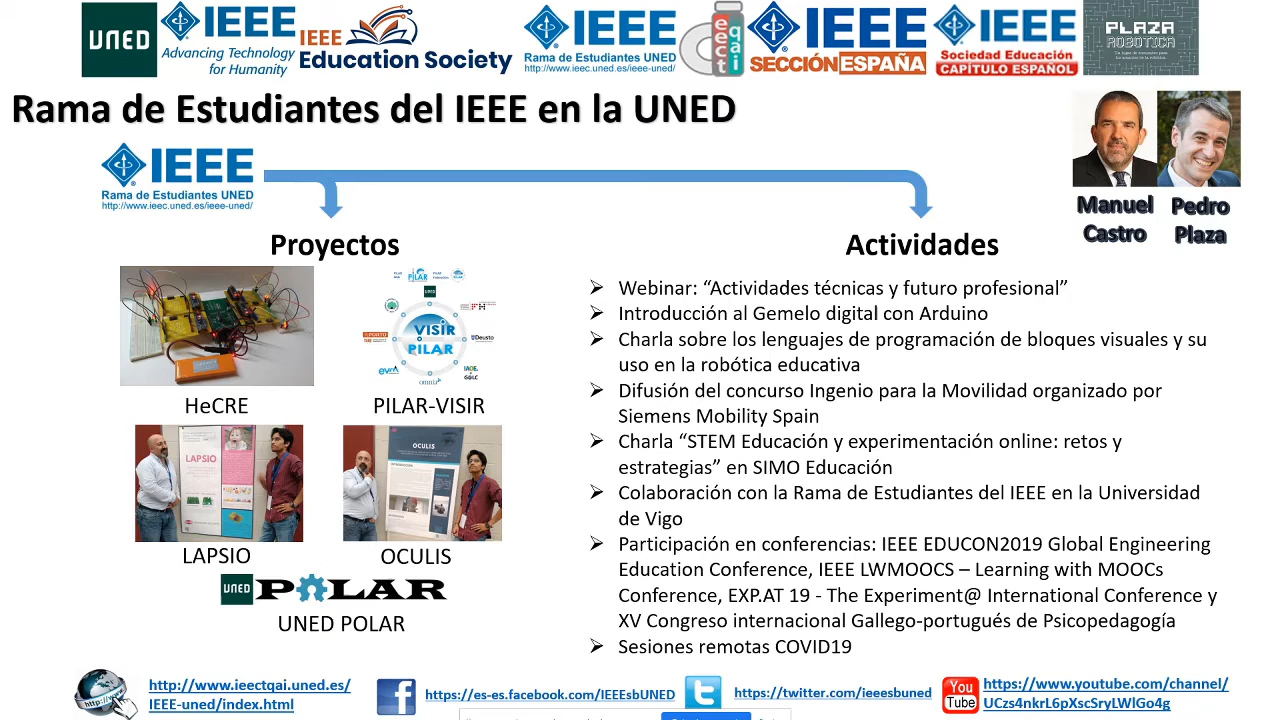 UNED
IEEE
Advancing Technology
for Humanity
IEEE
Education Society
IEEE
Rama de Estudiantes UNED
http://www.ieec.uned.es/ieee-uned/
IEEE
SECCIÓN ESPAÑA
IEEE
Sociedad Educación
CAPÍTULO ESPAÑOL
PLAZA
ROBOTICA
Rama de Estudiantes del IEEE en la UNED
IEEE
Rama de Estudiantes UNED
http://www.ieec.uned.es/ieee-uned/
Manuel
Castro
Pedro
Plaza
Proyectos
Actividades
VISIR
PILAR
Deusto
HeCRE
PILAR-VISIR
LAPSIO
OCULIS
LAPSIO
OCULIS
UNED
POLAR
UNED POLAR
➢ Webinar: “Actividades técnicas y futuro profesional”
➢ Introducción al Gemelo digital con Arduino
➢ Charla sobre los lenguajes de programación de bloques visuales y su
uso en la robótica educativa
➢ Difusión del concurso Ingenio para la Movilidad organizado por
Siemens Mobility Spain
➢ Charla “STEM Educación y experimentación online: retos y
estrategias” en SIMO Educación
➢ Colaboración con la Rama de Estudiantes del IEEE en la Universidad
de Vigo
➢ Participación en conferencias: IEEE EDUCON2019 Global Engineering
Education Conference, IEEE LWMOOCS – Learning with MOOCs
Conference, EXP.AT 19 - The Experiment@ International Conference y
XV Congreso internacional Gallego-portugués de Psicopedagogía
➢ Sesiones remotas COVID19
http://www.ieectqai.uned.es/
IEEE-uned/index.html
https://es-es.facebook.com/IEEEsbUNED
https://twitter.com/ieeesbuned
You
Tube
https://www.youtube.com/channel/
UCzs4nkrL6pXscSryLWlGo4g